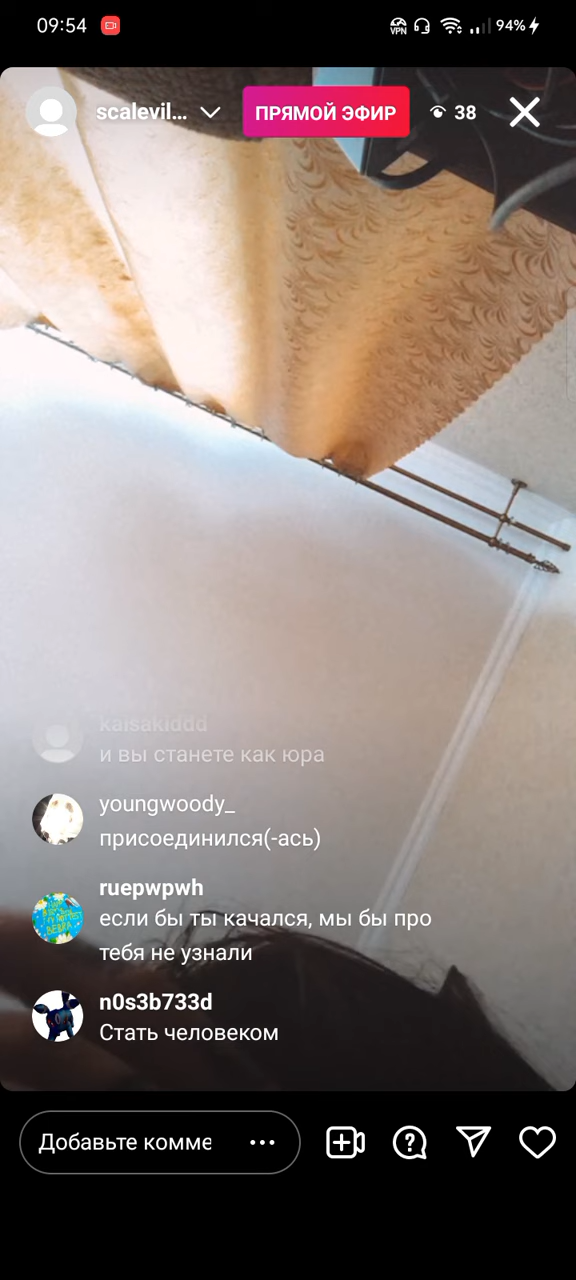 09:54
VPN
94%
scalevil...
ПРЯМОЙ ЭФИР
38
kaisakiddd
и вы станете как юра
youngwoody_
присоединился(-ась)
ruepwpwh
если бы ты качался, мы бы про
тебя не узнали
n0s3b733d
Стать человеком
Добавьте комме